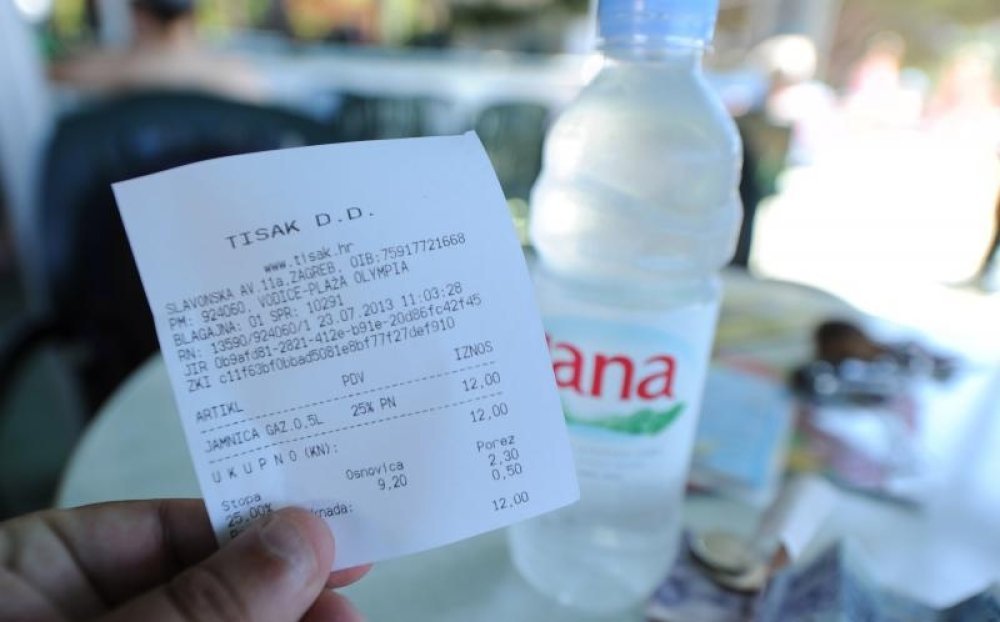 TISAK D.D.
www.tisak.hr
SLAVONSKA AV 11a,ZAGREB, OIB:75917721668
PM: 924060, VODICE-PLAŽA OLYMPIA
BLAGAJNA: 01 SPR: 10291
RN: 13590/924060/1 23.07.2013 11:03:28
JIR 0b9afd81-2821-412e-b91e-20d86fc42f45
ZKI c11f63bf0bbad5081e8bf77f27def910
ARTIKL PDV IZNOS
JAMNICA GAZ.0,5L 25% PN 12,00
U K U P N O (KN): 12,00
Stopa Osnovica Porez
25,00% 9,20 2,30
0,50
12,00
ana